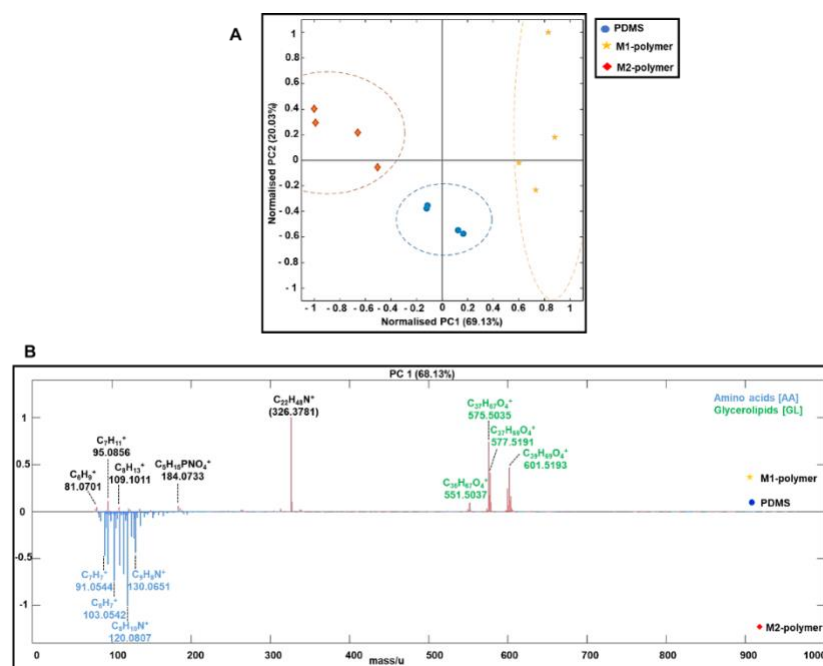 A
PDMS
M1-polymer
M2-polymer
Normalised PC2 (20.03%)
1
0.8
0.6
0.4
0.2
0
- 0.2
- 0.4
- 0.6
- 0.8
- 1
- 1 - 0.8 - 0.6 - 0.4 - 0.2 0 0.2 0.4 0.6 0.8 1
Normalised PC1 (69.13%)
B
PC 1 (68.13%)
Amino acids [AA]
Glycerolipids [GL]
C₂₂H₄₈N⁺
(326.3781)
C₃₇H₆₇O₄⁺
575.5035
C₃₇H₆₉O₄⁺
577.5191
C₃₉H₆₉O₄⁺
601.5193
C₃₅H₆₇O₄⁺
551.5037
C₇H₁₁⁺
95.0856
C₆H₉⁺
81.0701
C₈H₁₃⁺
109.1011
C₅H₁₅PNO₄⁺
184.0733
M1-polymer
PDMS
C₇H₇⁺
91.0544
C₉H₈N⁺
130.0651
C₈H₇⁺
103.0542
C₈H₁₀N⁺
120.0807
M2-polymer
1
0.5
0
-0.5
-1
0 100 200 300 400 500 600 700 800 900 1000
mass/u